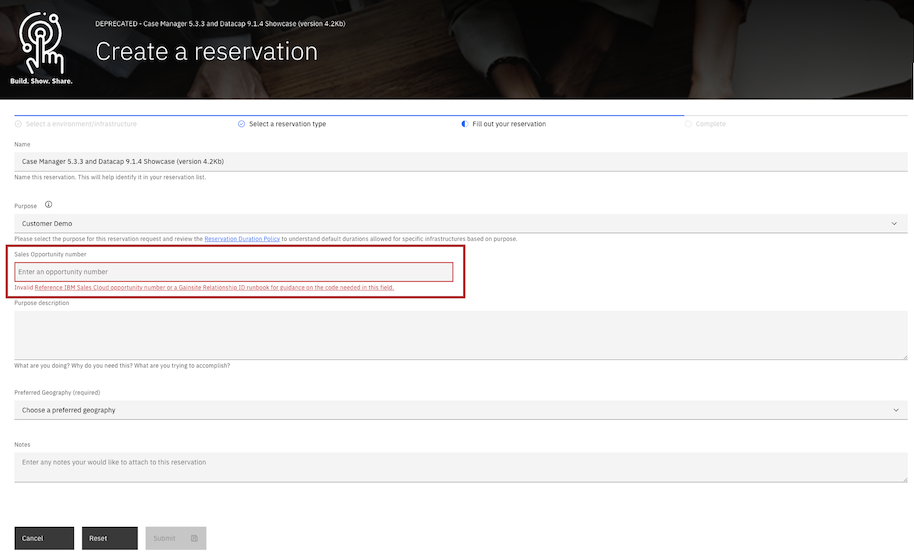 DEPRECATED - Case Manager 5.3.3 and Datacap 9.1.4 Showcase (version 4.2Kb)
Create a reservation
Build. Show. Share.
Select a environment/infrastructure
Select a reservation type
Fill out your reservation
Complete
Name
Case Manager 5.3.3 and Datacap 9.1.4 Showcase (version 4.2Kb)
Name this reservation. This will help identify it in your reservation list.
Purpose
Customer Demo
Please select the purpose for this reservation request and review the Reservation Duration Policy to understand default durations allowed for specific infrastructures based on purpose.
Sales Opportunity number
Enter an opportunity number
Invalid Reference IBM Sales Cloud opportunity number or a Gainsite Relationship ID runbook for guidance on the code needed in this field.
Purpose description
What are you doing? Why do you need this? What are you trying to accomplish?
Preferred Geography (required)
Choose a preferred geography
Notes
Enter any notes your would like to attach to this reservation
Cancel
Reset
Submit